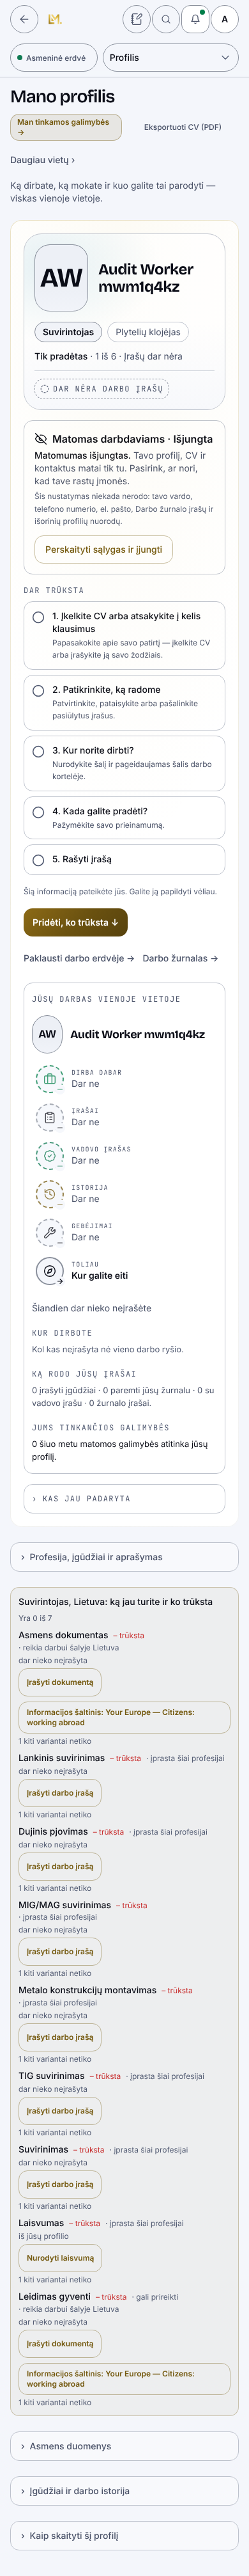 A
Asmeninė erdvė
Profilis
Mano profilis
Man tinkamos galimybės
→
Eksportuoti CV (PDF)
Daugiau vietų ›
Ką dirbate, ką mokate ir kuo galite tai parodyti —
viskas vienoje vietoje.
AW
Audit Worker
mwm1q4kz
Suvirintojas
Plytelių klojėjas
Tik pradėtas · 1 iš 6 · Įrašų dar nėra
DAR NĖRA DARBO ĮRAŠŲ
Matomas darbdaviams · Išjungta
Matomumas išjungtas. Tavo profilį, CV ir
kontaktus matai tik tu. Pasirink, ar nori,
kad tave rastų įmonės.
Šis nustatymas niekada nerodo: tavo vardo,
telefono numerio, el. pašto, Darbo žurnalo įrašų ir
išorinių profilių nuorodų.
Perskaityti sąlygas ir įjungti
DAR TRŪKSTA
1. Įkelkite CV arba atsakykite į kelis
klausimus
Papasakokite apie savo patirtį — įkelkite CV
arba įrašykite ją savo žodžiais.
2. Patikrinkite, ką radome
Patvirtinkite, pataisykite arba pašalinkite
pasiūlytus įrašus.
3. Kur norite dirbti?
Nurodykite šalį ir pageidaujamas šalis darbo
kortelėje.
4. Kada galite pradėti?
Pažymėkite savo prieinamumą.
5. Rašyti įrašą
Šią informaciją pateikėte jūs. Galite ją papildyti vėliau.
Pridėti, ko trūksta ↓
Paklausti darbo erdvėje → Darbo žurnalas →
JŪSŲ DARBAS VIENOJE VIETOJE
AW
Audit Worker mwm1q4kz
DIRBA DABAR
Dar ne
ĮRAŠAI
Dar ne
VADOVO ĮRAŠAS
Dar ne
ISTORIJA
Dar ne
GEBĖJIMAI
Dar ne
TOLIAU
Kur galite eiti
Šiandien dar nieko neįrašėte
KUR DIRBOTE
Kol kas neįrašyta nė vieno darbo ryšio.
KĄ RODO JŪSŲ ĮRAŠAI
0 įrašyti įgūdžiai · 0 paremti jūsų žurnalu · 0 su
vadovo įrašu · 0 žurnalo įrašai.
JUMS TINKANČIOS GALIMYBĖS
0 šiuo metu matomos galimybės atitinka jūsų
profilį.
› KAS JAU PADARYTA
› Profesija, įgūdžiai ir aprašymas
Suvirintojas, Lietuva: ką jau turite ir ko trūksta
Yra 0 iš 7
Asmens dokumentas – trūksta
· reikia darbui šalyje Lietuva
dar nieko neįrašyta
Įrašyti dokumentą
Informacijos šaltinis: Your Europe — Citizens:
working abroad
1 kiti variantai netiko
Lankinis suvirinimas – trūksta · įprasta šiai profesijai
dar nieko neįrašyta
Įrašyti darbo įrašą
1 kiti variantai netiko
Dujinis pjovimas – trūksta · įprasta šiai profesijai
dar nieko neįrašyta
Įrašyti darbo įrašą
1 kiti variantai netiko
MIG/MAG suvirinimas – trūksta
· įprasta šiai profesijai
dar nieko neįrašyta
Įrašyti darbo įrašą
1 kiti variantai netiko
Metalo konstrukcijų montavimas – trūksta
· įprasta šiai profesijai
dar nieko neįrašyta
Įrašyti darbo įrašą
1 kiti variantai netiko
TIG suvirinimas – trūksta · įprasta šiai profesijai
dar nieko neįrašyta
Įrašyti darbo įrašą
1 kiti variantai netiko
Suvirinimas – trūksta · įprasta šiai profesijai
dar nieko neįrašyta
Įrašyti darbo įrašą
1 kiti variantai netiko
Laisvumas – trūksta · įprasta šiai profesijai
iš jūsų profilio
Nurodyti laisvumą
1 kiti variantai netiko
Leidimas gyventi – trūksta · gali prireikti
· reikia darbui šalyje Lietuva
dar nieko neįrašyta
Įrašyti dokumentą
Informacijos šaltinis: Your Europe — Citizens:
working abroad
1 kiti variantai netiko
› Asmens duomenys
› Įgūdžiai ir darbo istorija
› Kaip skaityti šį profilį